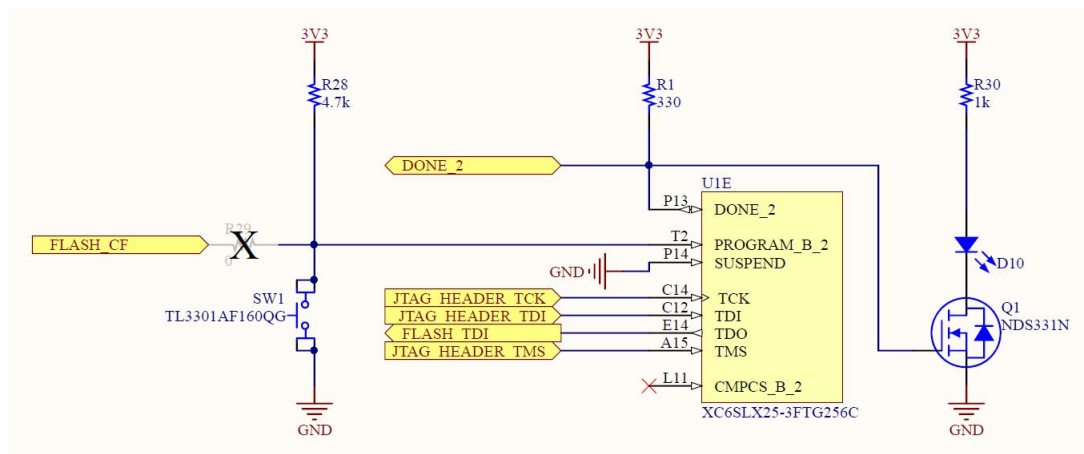 3V3
3V3
3V3
R28
4.7k
R1
330
R30
1k
DONE_2
U1E
P13
DONE_2
R29
0
FLASH_CF
T2
PROGRAM_B_2
P14
SUSPEND
GND
D10
SW1
TL3301AF160QG
JTAG_HEADER_TCK
C14
TCK
JTAG_HEADER_TDI
C12
TDI
FLASH_TDI
E14
TDO
JTAG_HEADER_TMS
A15
TMS
Q1
NDS331N
L11
CMPCS_B_2
XC6SLX25-3FTG256C
GND
GND